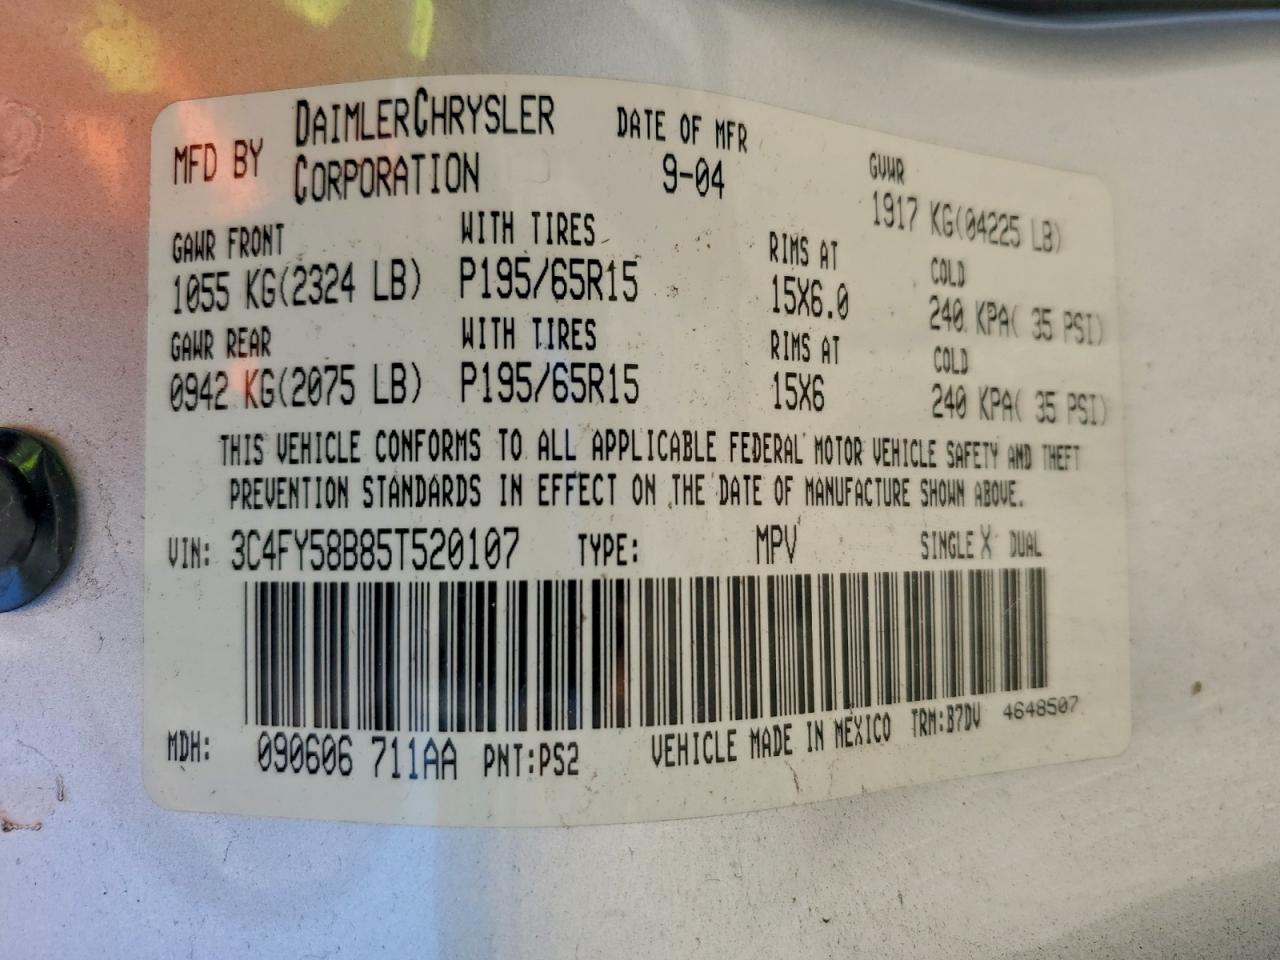 MFD BY DAIMLERCHRYSLER CORPORATION DATE OF MFR 9-04 GVWR 1917 KG(04225 LB)
GAWR FRONT WITH TIRES RIMS AT COLD
1055 KG(2324 LB) P195/65R15 15X6.0 240 KPA( 35 PSI)
GAWR REAR WITH TIRES RIMS AT COLD
0942 KG(2075 LB) P195/65R15 15X6 240 KPA( 35 PSI)
THIS VEHICLE CONFORMS TO ALL APPLICABLE FEDERAL MOTOR VEHICLE SAFETY AND THEFT
PREVENTION STANDARDS IN EFFECT ON THE DATE OF MANUFACTURE SHOWN ABOVE.
VIN: 3C4FY58B85T520107 TYPE: MPV SINGLE X DUAL
MDH: 090606 711AA PNT:PS2 VEHICLE MADE IN MEXICO TRM:B7DV 4648507